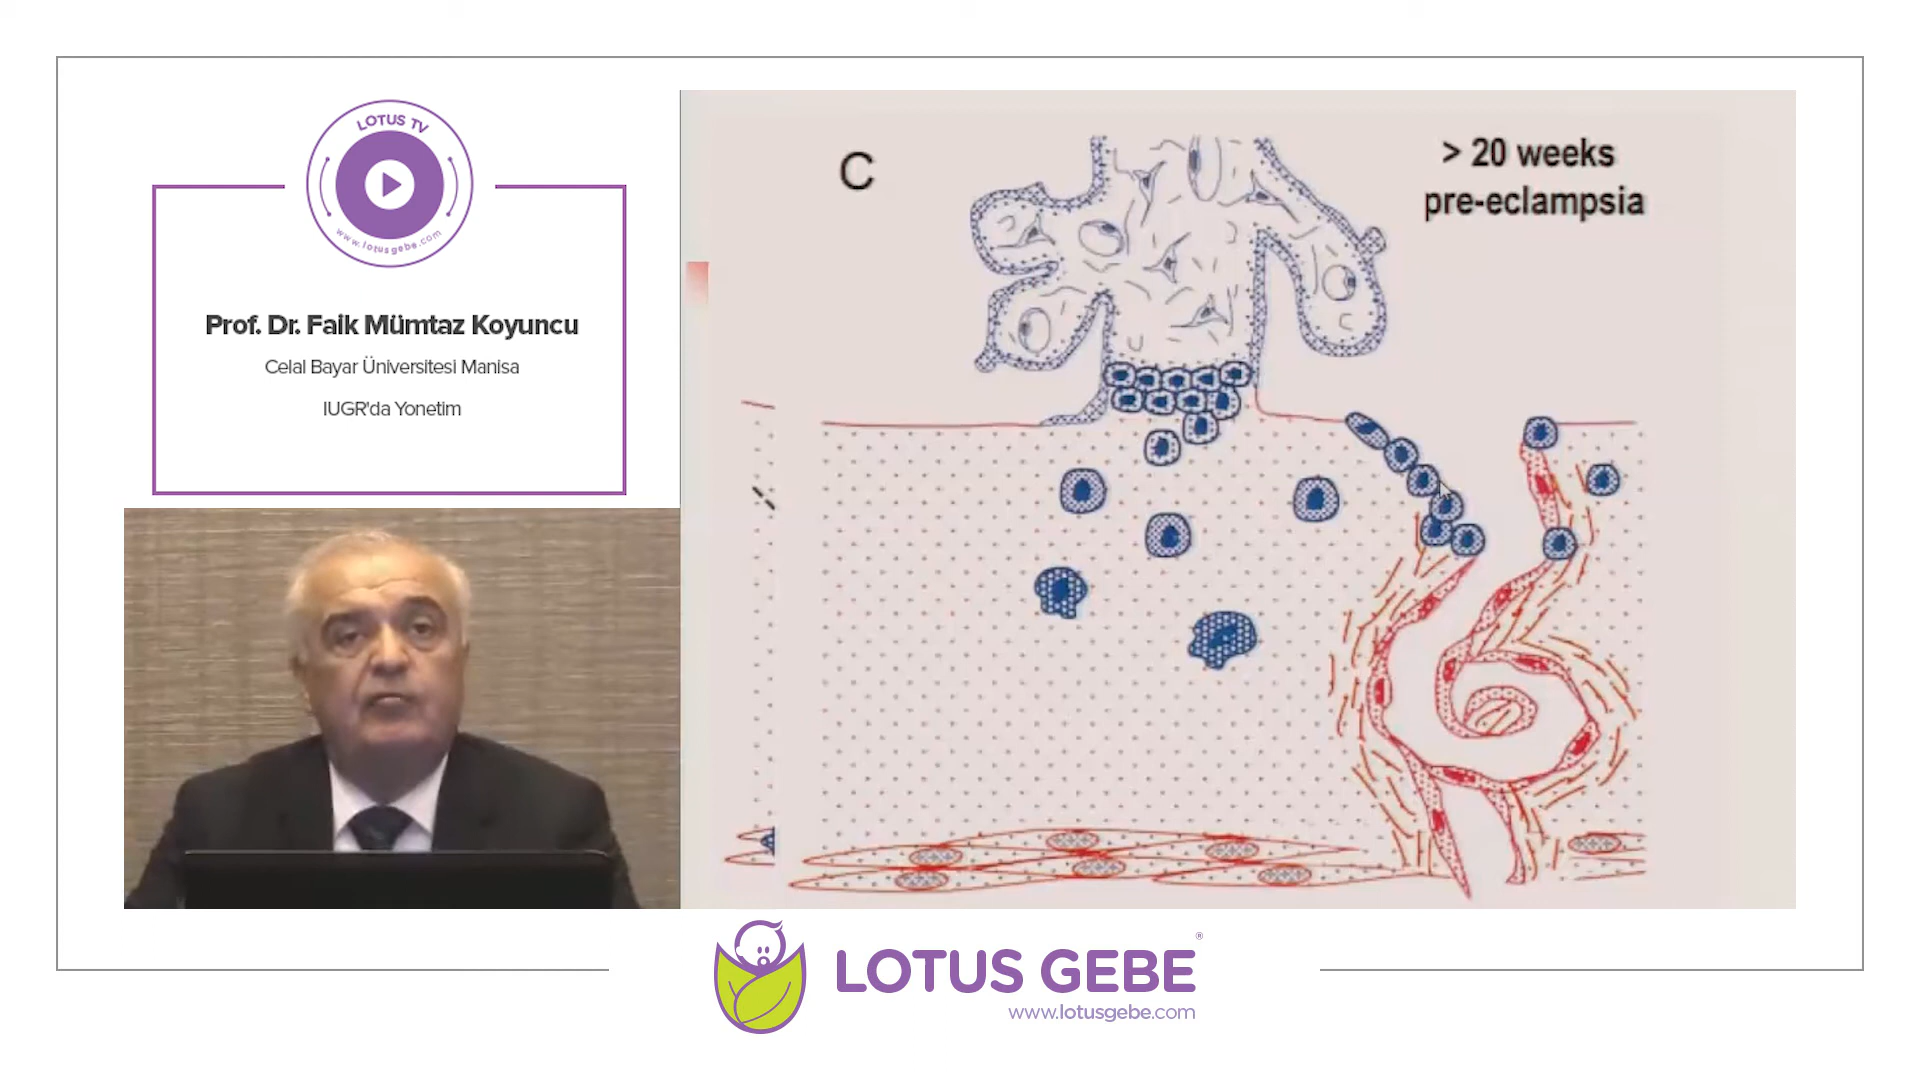 LOTUS TV
www.lotusgebe.com
Prof. Dr. Faik Mümtaz Koyuncu
Celal Bayar Üniversitesi Manisa
IUGR'da Yonetim
C
> 20 weeks
pre-eclampsia
LOTUS GEBE®
www.lotusgebe.com